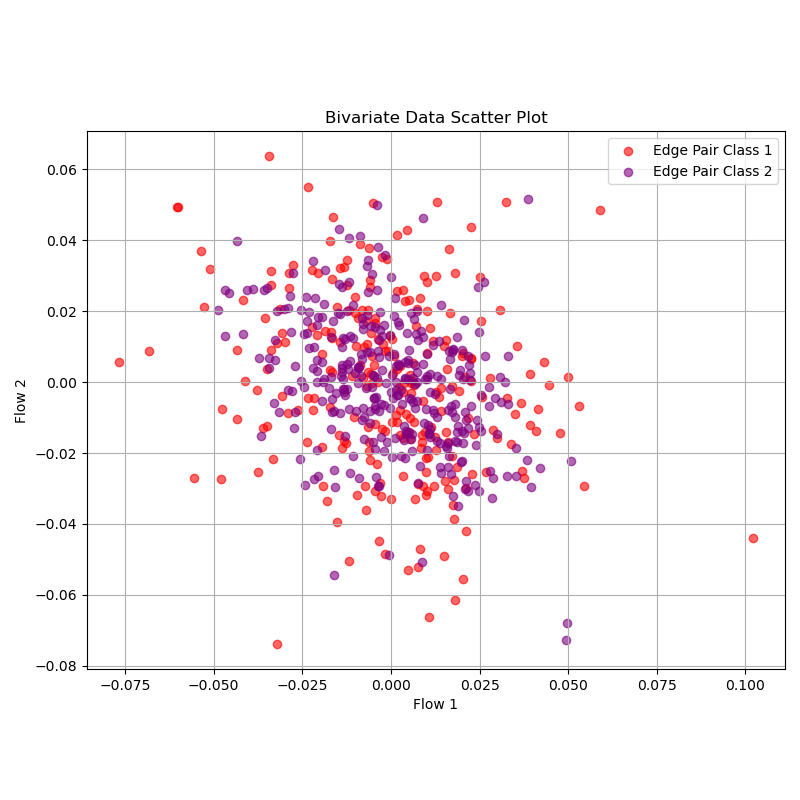 Bivariate Data Scatter Plot
Edge Pair Class 1
Edge Pair Class 2
0.06
0.04
0.02
0.00
−0.02
−0.04
−0.06
−0.08
Flow 2
−0.075 −0.050 −0.025 0.000 0.025 0.050 0.075 0.100
Flow 1